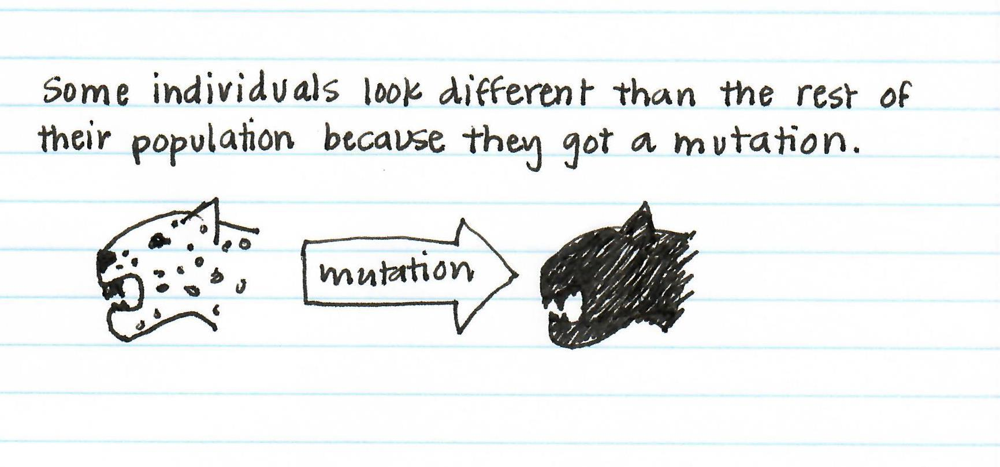 Some individuals look different than the rest of
their population because they got a mutation.
mutation